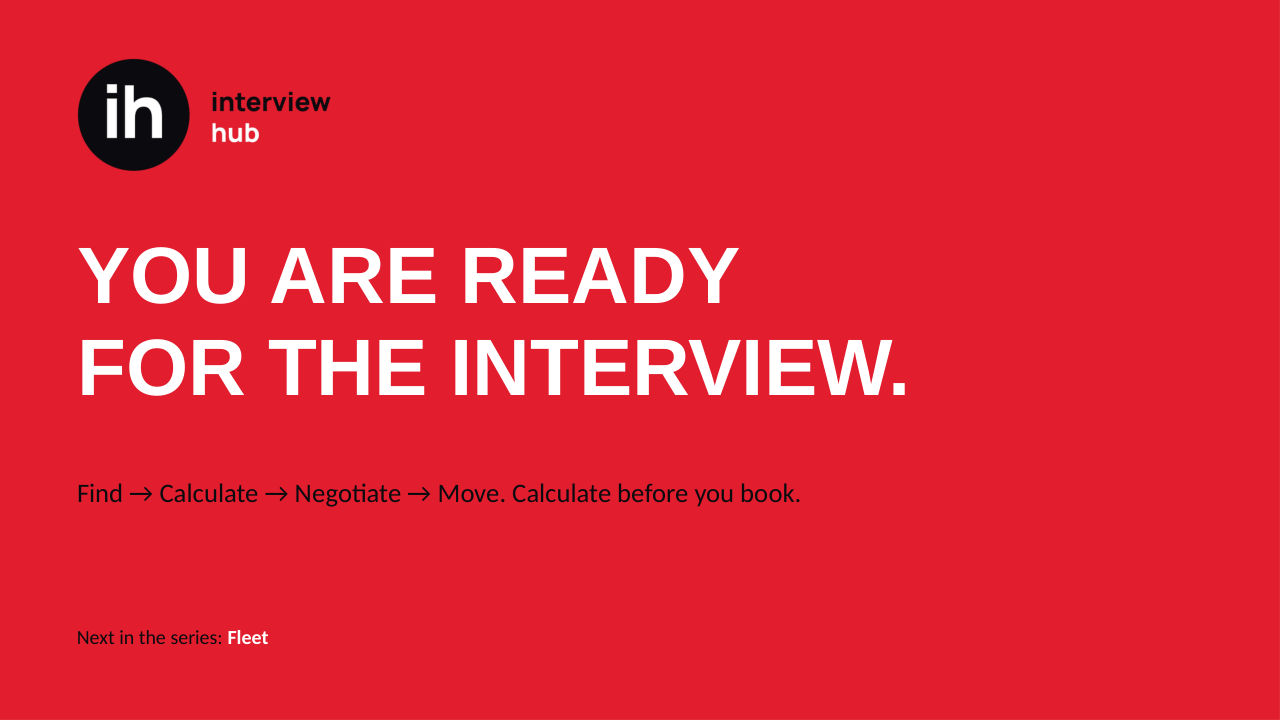 ih
interview
hub
YOU ARE READY
FOR THE INTERVIEW.
Find → Calculate → Negotiate → Move. Calculate before you book.
Next in the series: Fleet